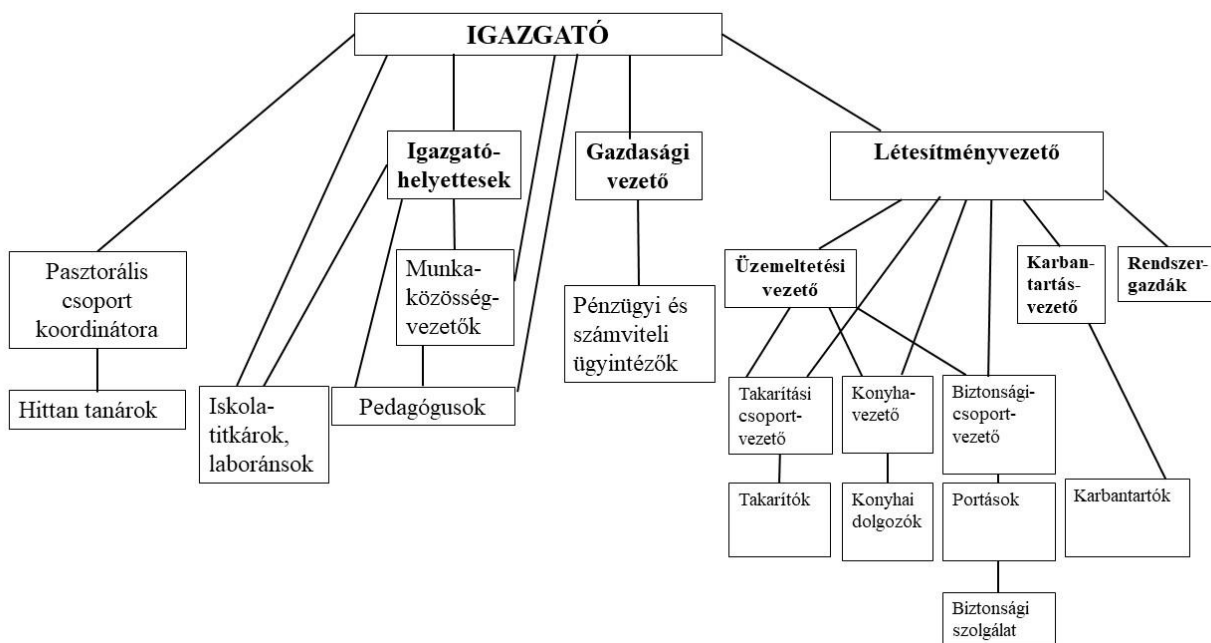 IGAZGATÓ
Igazgató-
helyettesek
Gazdasági
vezető
Létesítményvezető
Pasztorális
csoport
koordinátora
Munka-
közösség-
vezetők
Pénzügyi és
számviteli
ügyintézők
Üzemeltetési
vezető
Karban-
tartás-
vezető
Rendszer-
gazdák
Hittan tanárok
Iskola-
titkárok,
laboránsok
Pedagógusok
Takarítási
csoport-
vezető
Konyha-
vezető
Biztonsági-
csoport-
vezető
Takarítók
Konyhai
dolgozók
Portások
Karbantartók
Biztonsági
szolgálat